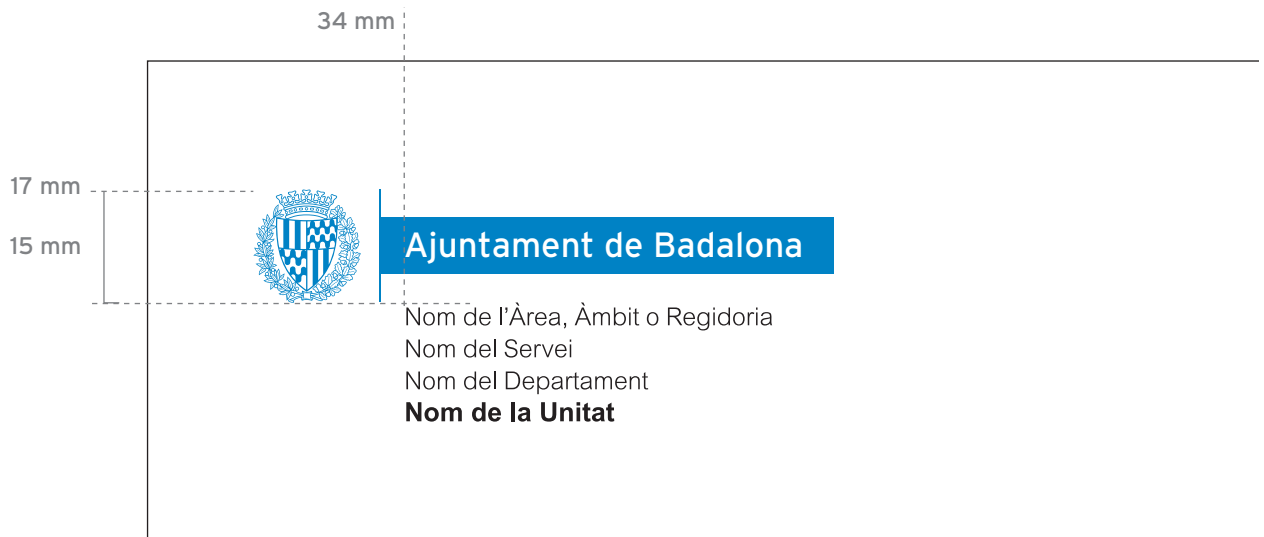 34 mm
17 mm
15 mm
Ajuntament de Badalona
Nom de l’Àrea, Àmbit o Regidoria
Nom del Servei
Nom del Departament
Nom de la Unitat